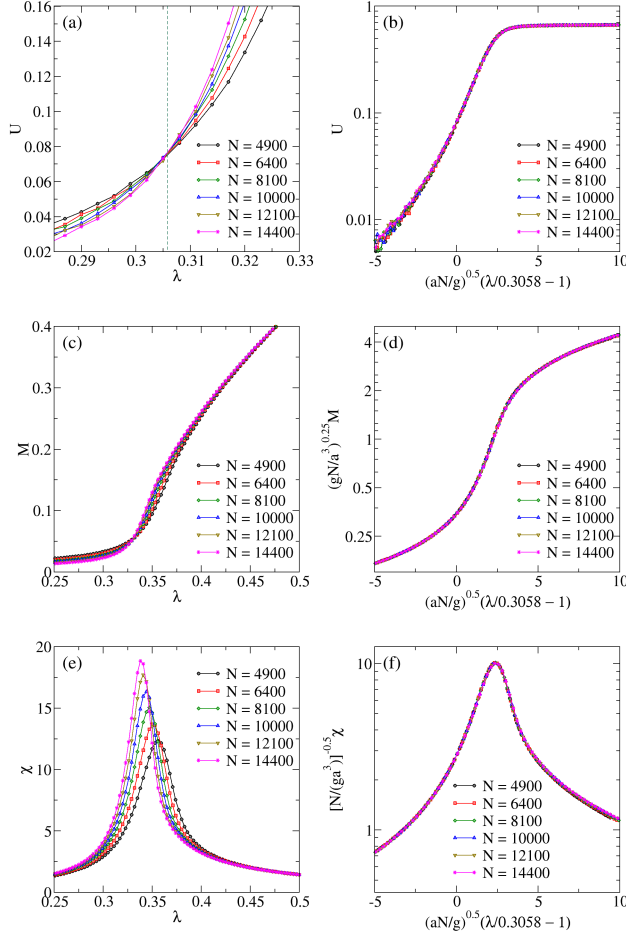 (a)
0.16
0.14
0.12
0.1
0.08
0.06
0.04
0.02
U
N = 4900
N = 6400
N = 8100
N = 10000
N = 12100
N = 14400
0.29 0.3 0.31 0.32 0.33
λ
(b)
1
0.1
0.01
U
N = 4900
N = 6400
N = 8100
N = 10000
N = 12100
N = 14400
-5 0 5 10
(aN/g)^0.5(λ/0.3058 − 1)
(c)
0.4
0.3
0.2
0.1
0
M
N = 4900
N = 6400
N = 8100
N = 10000
N = 12100
N = 14400
0.25 0.3 0.35 0.4 0.45 0.5
λ
(d)
4
2
1
0.5
0.25
(gN/a^3)^0.25 M
N = 4900
N = 6400
N = 8100
N = 10000
N = 12100
N = 14400
-5 0 5 10
(aN/g)^0.5(λ/0.3058 − 1)
(e)
20
15
10
5
0
χ
N = 4900
N = 6400
N = 8100
N = 10000
N = 12100
N = 14400
0.25 0.3 0.35 0.4 0.45 0.5
λ
(f)
10
1
[N/(ga^3)]^-0.5 χ
N = 4900
N = 6400
N = 8100
N = 10000
N = 12100
N = 14400
-5 0 5 10
(aN/g)^0.5(λ/0.3058 − 1)